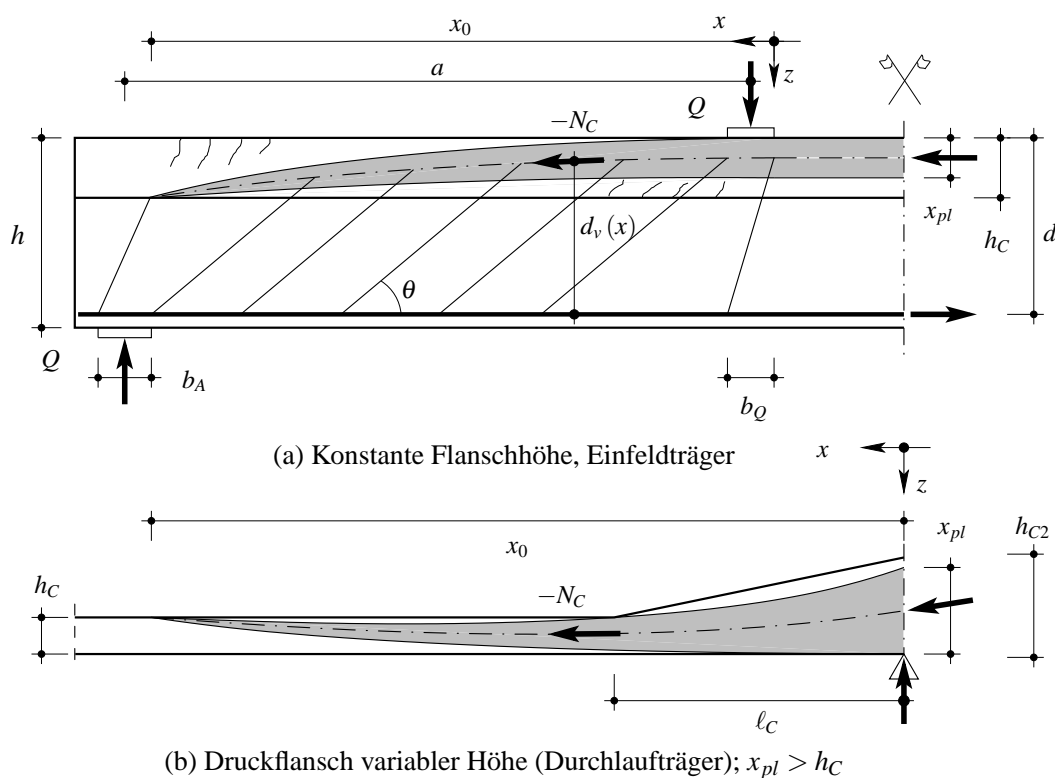 x₀
x
z
a
Q
−N_C
h
d_v(x)
x_pl
h_C
d
θ
Q
b_A
b_Q
(a) Konstante Flanschhöhe, Einfeldträger
x
z
x₀
x_pl
h_C2
h_C
−N_C
ℓ_C
(b) Druckflansch variabler Höhe (Durchlaufträger); x_pl > h_C